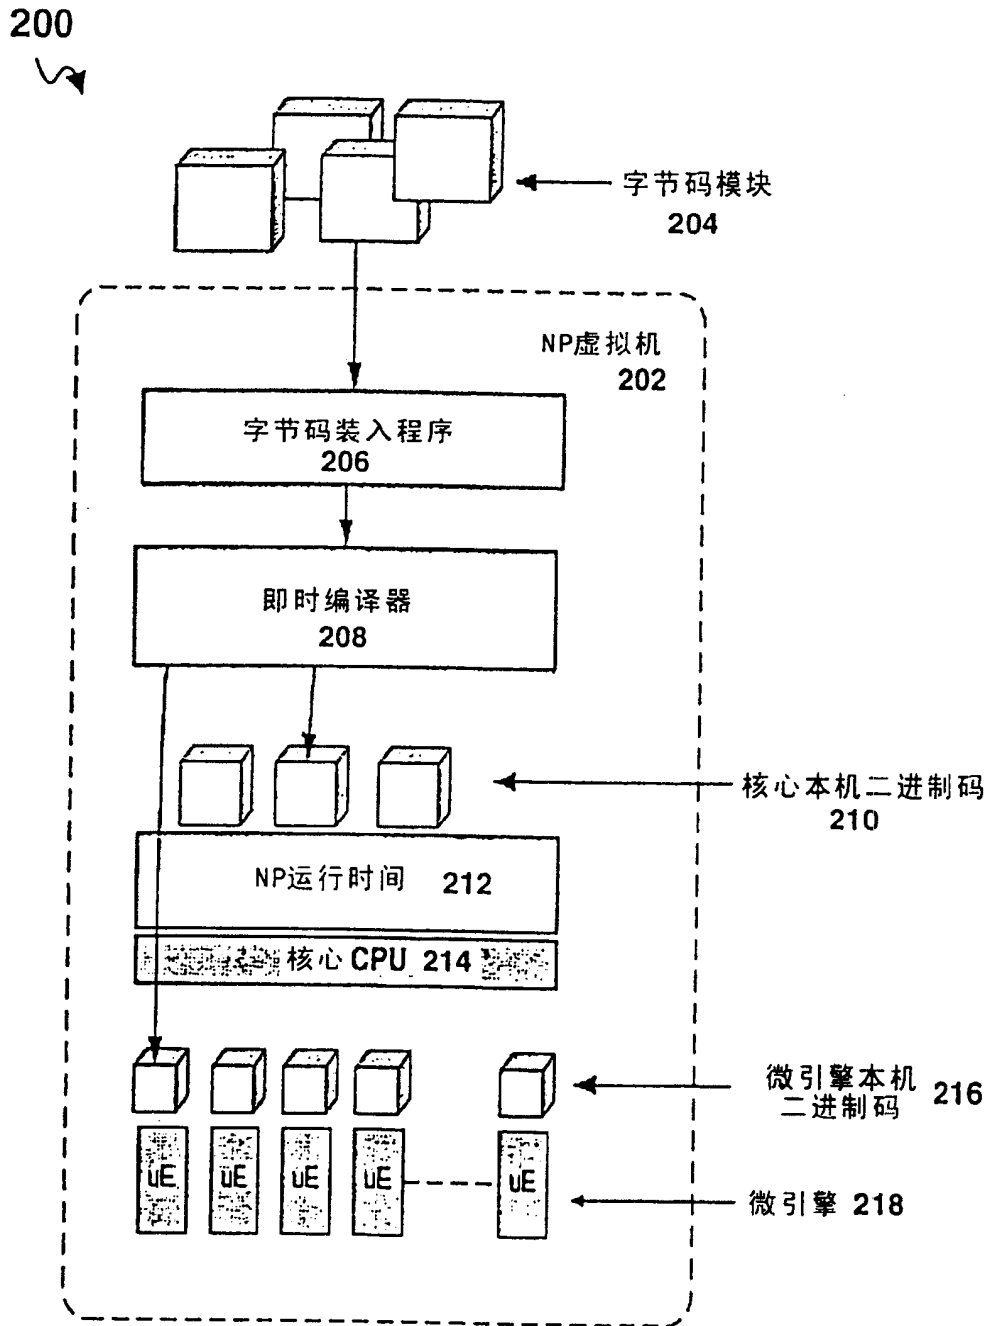 200
字节码模块
204
NP虚拟机
202
字节码装入程序
206
即时编译器
208
核心本机二进制码
210
NP运行时间 212
核心CPU 214
微引擎本机
二进制码 216
uE uE uE uE uE
微引擎 218